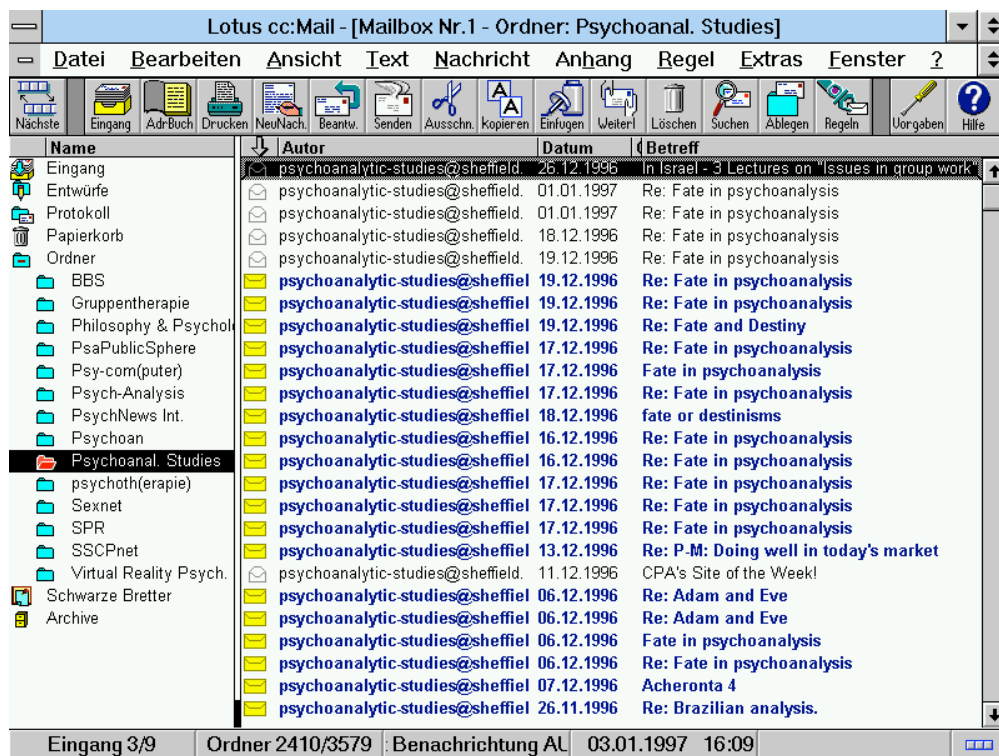 Lotus cc:Mail - [Mailbox Nr.1 - Ordner: Psychoanal. Studies]
Datei Bearbeiten Ansicht Text Nachricht Anhang Regel Extras Fenster ?
Nächste Eingang AdrBuch Drucken NeuNach. Beantw. Senden Ausschn. Kopieren Einfugen Weiterl Löschen Suchen Ablegen Regeln Vorgaben Hilfe
Name
Eingang
Entwürfe
Protokoll
Papierkorb
Ordner
BBS
Gruppentherapie
Philosophy & Psychol
PsaPublicSphere
Psy-com(puter)
Psych-Analysis
PsychNews Int.
Psychoan
Psychoanal. Studies
psychoth(erapie)
Sexnet
SPR
SSCPnet
Virtual Reality Psych.
Schwarze Bretter
Archive
Autor Datum Betreff
psychoanalytic-studies@sheffield. 26.12.1996 In Israel - 3 Lectures on "Issues in group work"
psychoanalytic-studies@sheffield. 01.01.1997 Re: Fate in psychoanalysis
psychoanalytic-studies@sheffield. 01.01.1997 Re: Fate in psychoanalysis
psychoanalytic-studies@sheffield. 18.12.1996 Re: Fate in psychoanalysis
psychoanalytic-studies@sheffield. 19.12.1996 Re: Fate in psychoanalysis
psychoanalytic-studies@sheffiel 19.12.1996 Re: Fate in psychoanalysis
psychoanalytic-studies@sheffiel 19.12.1996 Re: Fate in psychoanalysis
psychoanalytic-studies@sheffiel 19.12.1996 Re: Fate and Destiny
psychoanalytic-studies@sheffiel 17.12.1996 Re: Fate in psychoanalysis
psychoanalytic-studies@sheffiel 17.12.1996 Fate in psychoanalysis
psychoanalytic-studies@sheffiel 17.12.1996 Re: Fate in psychoanalysis
psychoanalytic-studies@sheffiel 18.12.1996 fate or destinisms
psychoanalytic-studies@sheffiel 16.12.1996 Re: Fate in psychoanalysis
psychoanalytic-studies@sheffiel 16.12.1996 Re: Fate in psychoanalysis
psychoanalytic-studies@sheffiel 17.12.1996 Re: Fate in psychoanalysis
psychoanalytic-studies@sheffiel 17.12.1996 Re: Fate in psychoanalysis
psychoanalytic-studies@sheffiel 17.12.1996 Re: Fate in psychoanalysis
psychoanalytic-studies@sheffiel 13.12.1996 Re: P-M: Doing well in today's market
psychoanalytic-studies@sheffield. 11.12.1996 CPA's Site of the Week!
psychoanalytic-studies@sheffiel 06.12.1996 Re: Adam and Eve
psychoanalytic-studies@sheffiel 06.12.1996 Re: Adam and Eve
psychoanalytic-studies@sheffiel 06.12.1996 Fate in psychoanalysis
psychoanalytic-studies@sheffiel 06.12.1996 Re: Fate in psychoanalysis
psychoanalytic-studies@sheffiel 07.12.1996 Acheronta 4
psychoanalytic-studies@sheffiel 26.11.1996 Re: Brazilian analysis.
Eingang 3/9 Ordner 2410/3579 Benachrichtung AU 03.01.1997 16:09